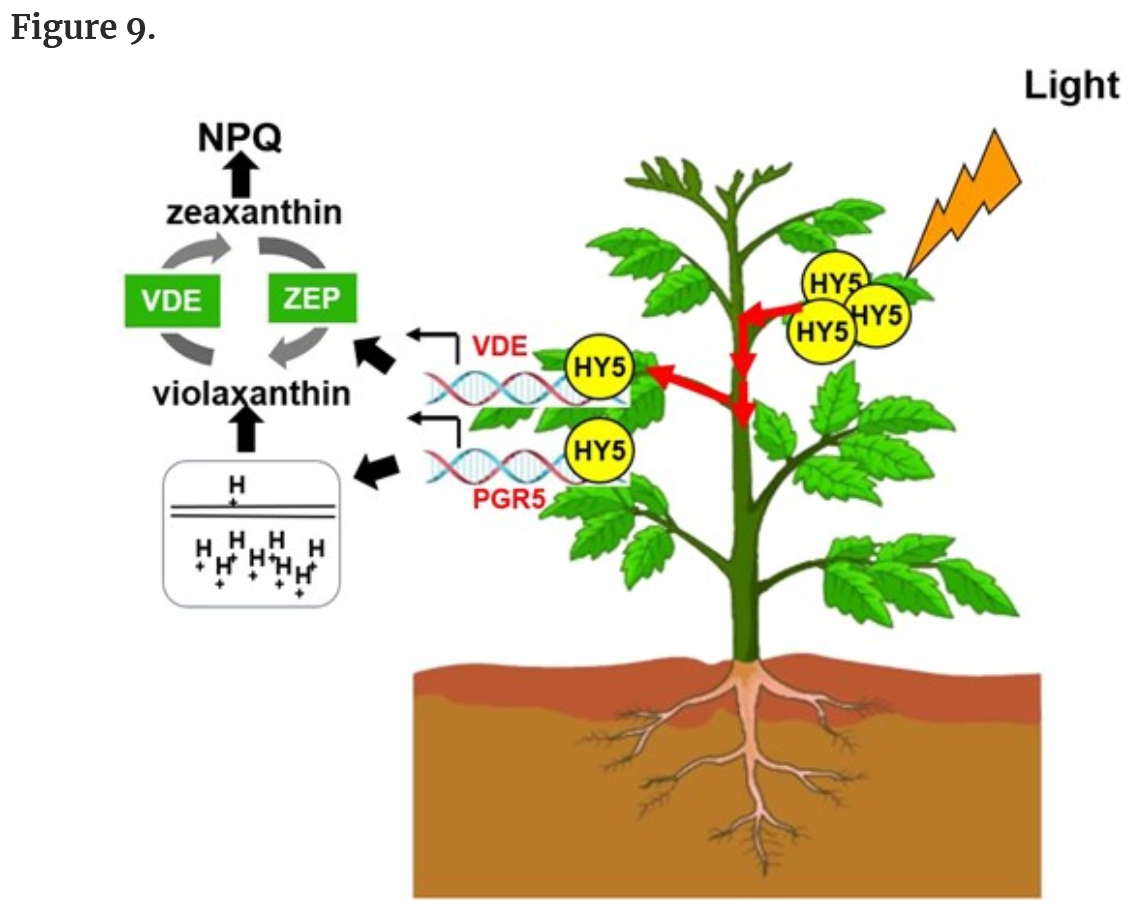 Figure 9.
Light
NPQ
zeaxanthin
VDE
ZEP
violaxanthin
H
+
H
+
H
+
H
+
H
+
H
+
H
+
H
+
H
+
VDE
HY5
PGR5
HY5
HY5
HY5
HY5